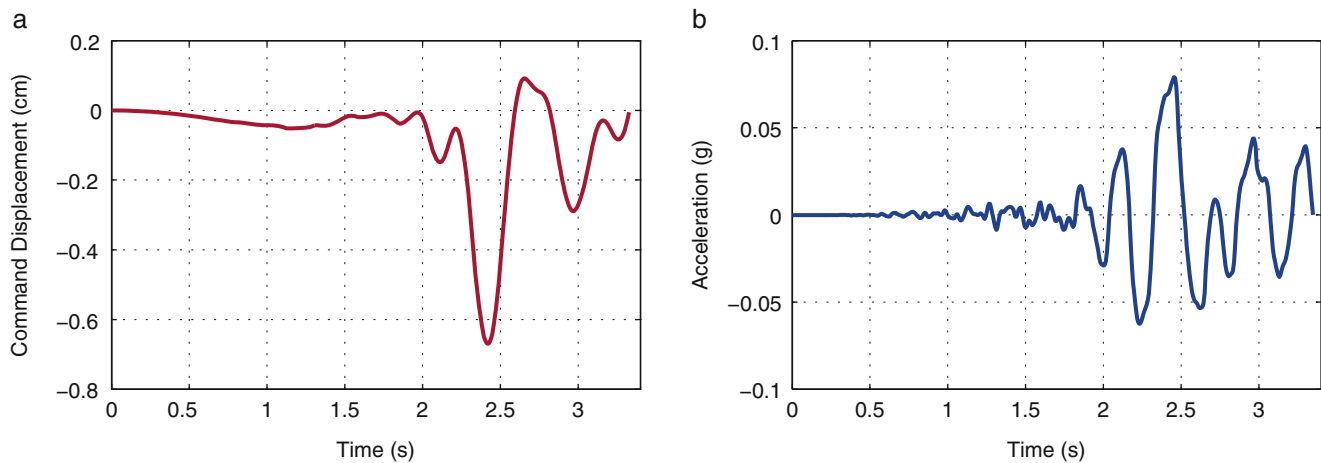 a
Command Displacement (cm)
0.2
0
−0.2
−0.4
−0.6
−0.8
0 0.5 1 1.5 2 2.5 3
Time (s)
b
Acceleration (g)
0.1
0.05
0
−0.05
−0.1
0 0.5 1 1.5 2 2.5 3
Time (s)